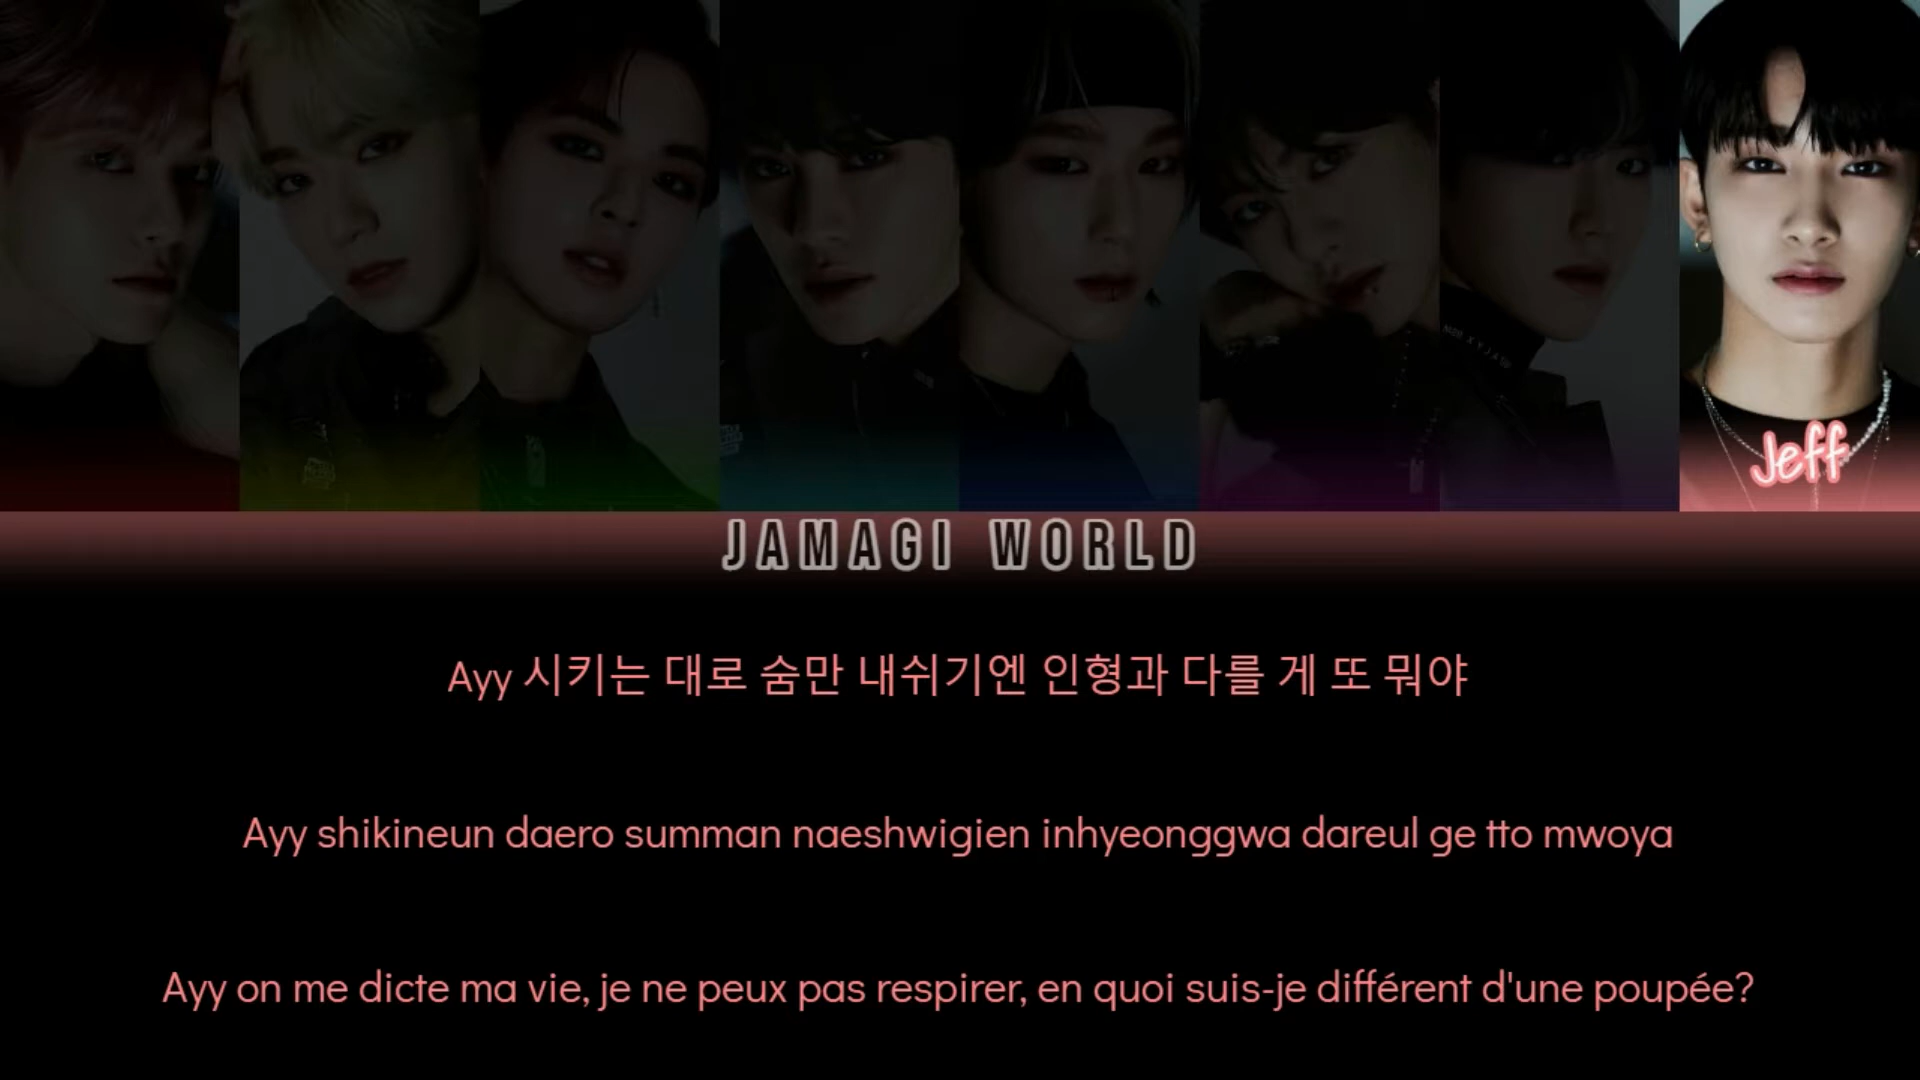 Jeff
JAMAGI WORLD
Ayy 시키는 대로 숨만 내쉬기엔 인형과 다를 게 또 뭐야
Ayy shikineun daero summan naeshwigien inhyeonggwa dareul ge tto mwoya
Ayy on me dicte ma vie, je ne peux pas respirer, en quoi suis-je différent d'une poupée?